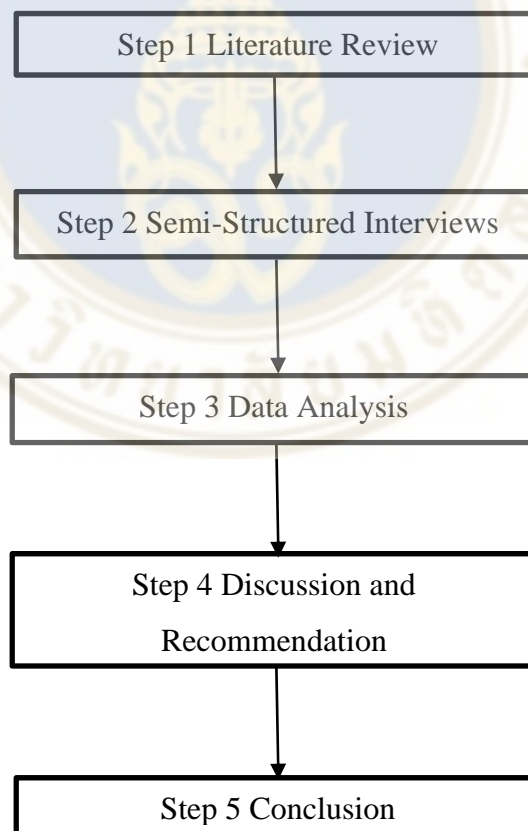 Step 1 Literature Review
Step 2 Semi-Structured Interviews
Step 3 Data Analysis
Step 4 Discussion and
Recommendation
Step 5 Conclusion